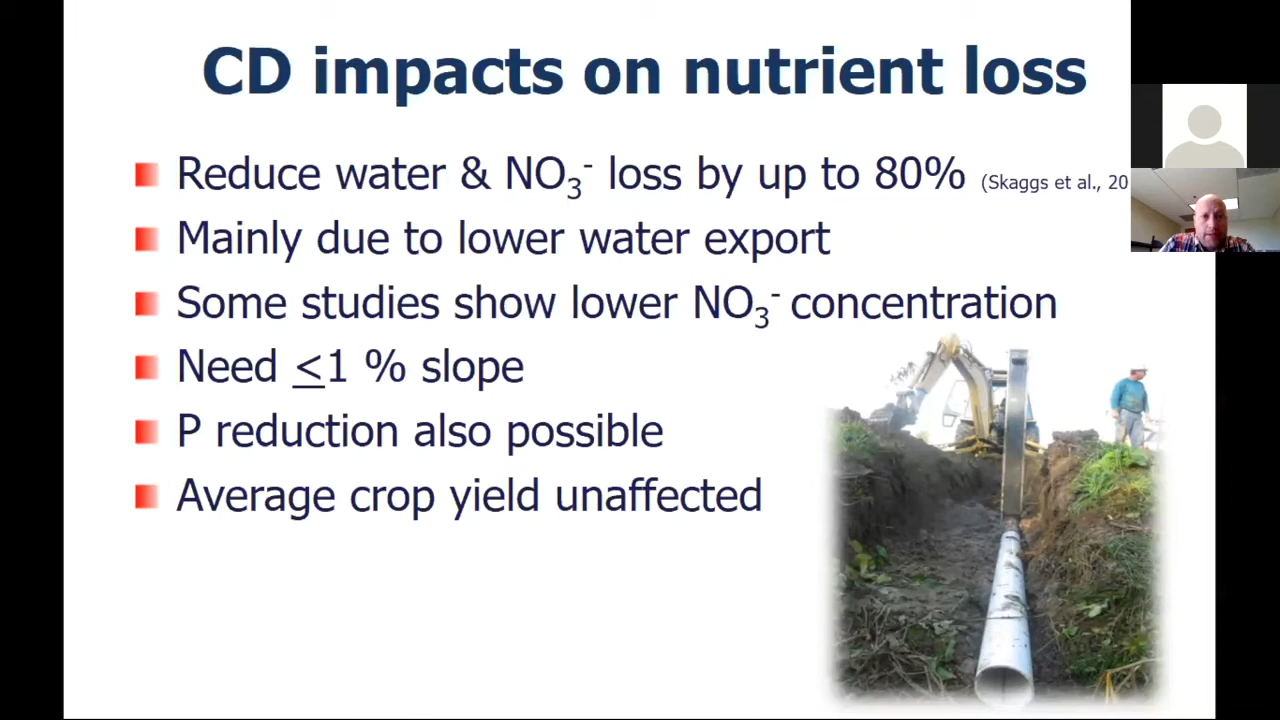 CD impacts on nutrient loss
Reduce water & NO₃⁻ loss by up to 80% (Skaggs et al., 20
Mainly due to lower water export
Some studies show lower NO₃⁻ concentration
Need <1 % slope
P reduction also possible
Average crop yield unaffected